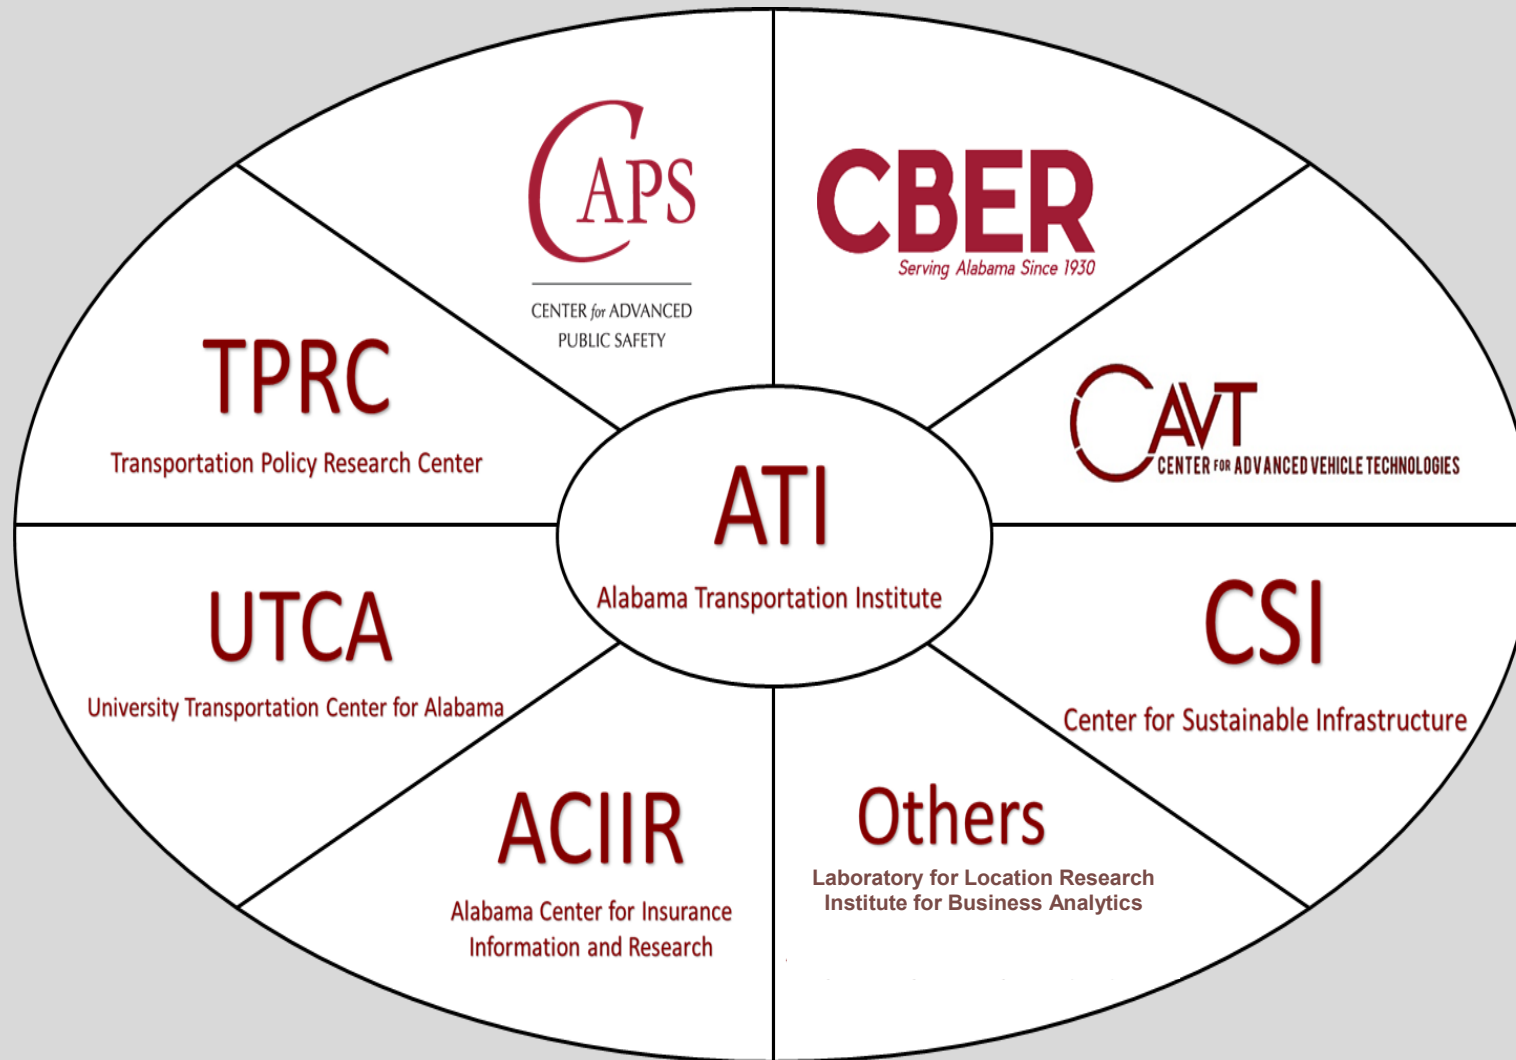 CAPS
CENTER for ADVANCED
PUBLIC SAFETY
CBER
Serving Alabama Since 1930
TPRC
Transportation Policy Research Center
CAVT
CENTER FOR ADVANCED VEHICLE TECHNOLOGIES
ATI
Alabama Transportation Institute
UTCA
University Transportation Center for Alabama
CSI
Center for Sustainable Infrastructure
ACIIR
Alabama Center for Insurance
Information and Research
Others
Laboratory for Location Research
Institute for Business Analytics